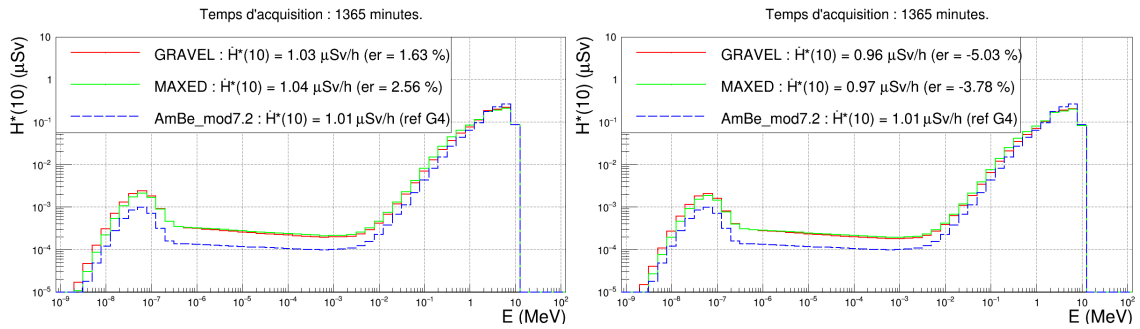 Temps d'acquisition : 1365 minutes.
H*(10) (µSv)
10
GRAVEL : Ḣ*(10) = 1.03 µSv/h (er = 1.63 %)
1
MAXED : Ḣ*(10) = 1.04 µSv/h (er = 2.56 %)
10⁻¹
AmBe_mod7.2 : Ḣ*(10) = 1.01 µSv/h (ref G4)
10⁻²
10⁻³
10⁻⁴
10⁻⁵
10⁻⁹ 10⁻⁸ 10⁻⁷ 10⁻⁶ 10⁻⁵ 10⁻⁴ 10⁻³ 10⁻² 10⁻¹ 1 10 10²
E (MeV)
Temps d'acquisition : 1365 minutes.
H*(10) (µSv)
10
GRAVEL : Ḣ*(10) = 0.96 µSv/h (er = -5.03 %)
1
MAXED : Ḣ*(10) = 0.97 µSv/h (er = -3.78 %)
10⁻¹
AmBe_mod7.2 : Ḣ*(10) = 1.01 µSv/h (ref G4)
10⁻²
10⁻³
10⁻⁴
10⁻⁵
10⁻⁹ 10⁻⁸ 10⁻⁷ 10⁻⁶ 10⁻⁵ 10⁻⁴ 10⁻³ 10⁻² 10⁻¹ 1 10 10²
E (MeV)